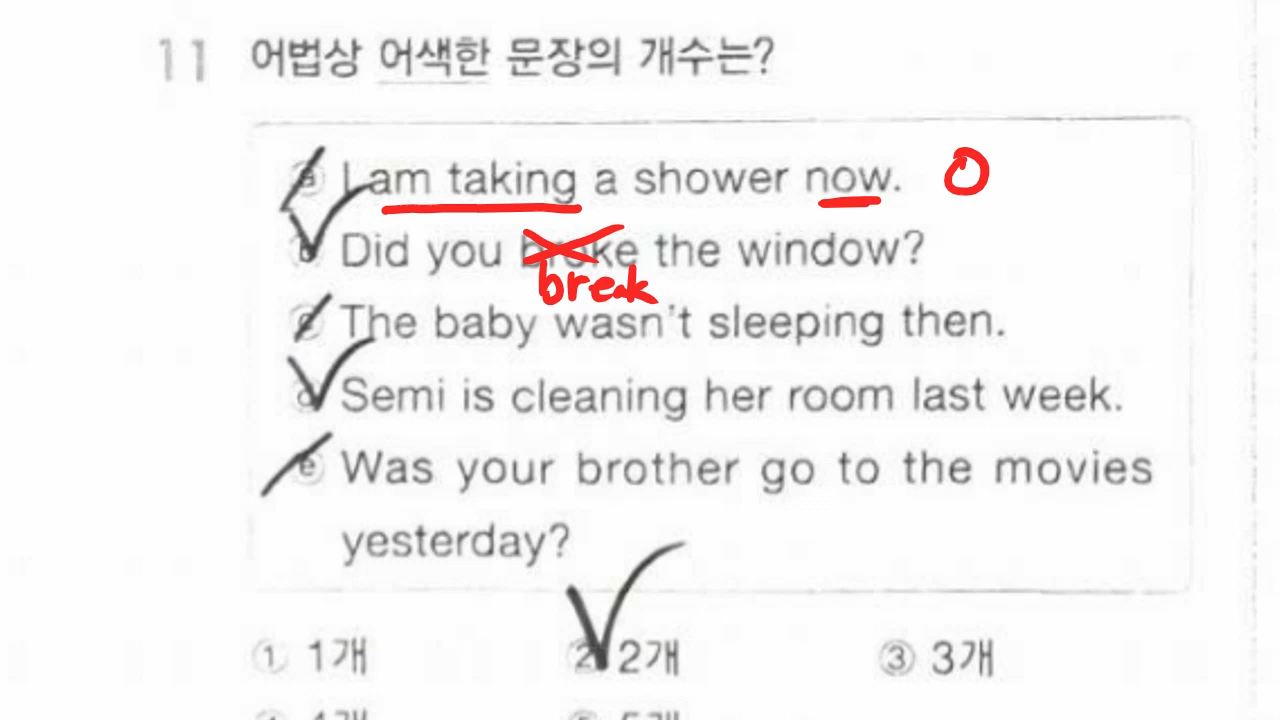 11 어법상 어색한 문장의 개수는?
ⓐ I am taking a shower now.
ⓑ Did you broke the window?
break
ⓒ The baby wasn't sleeping then.
ⓓ Semi is cleaning her room last week.
ⓔ Was your brother go to the movies
yesterday?
① 1개 ② 2개 ③ 3개